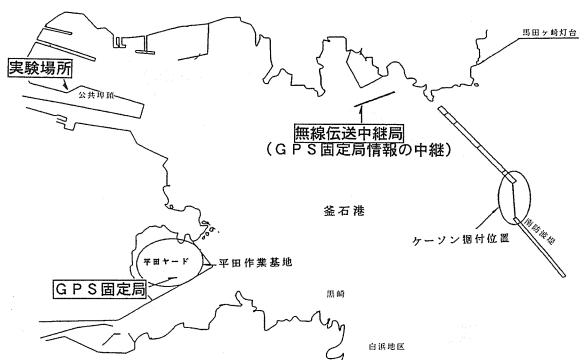 馬田ヶ崎灯台
実験場所
公共埠頭
無線伝送中継局
（GPS固定局情報の中継）
釜石港
南防波堤
ケーソン据付位置
平田ヤード
平田作業基地
GPS固定局
黒崎
白浜地区